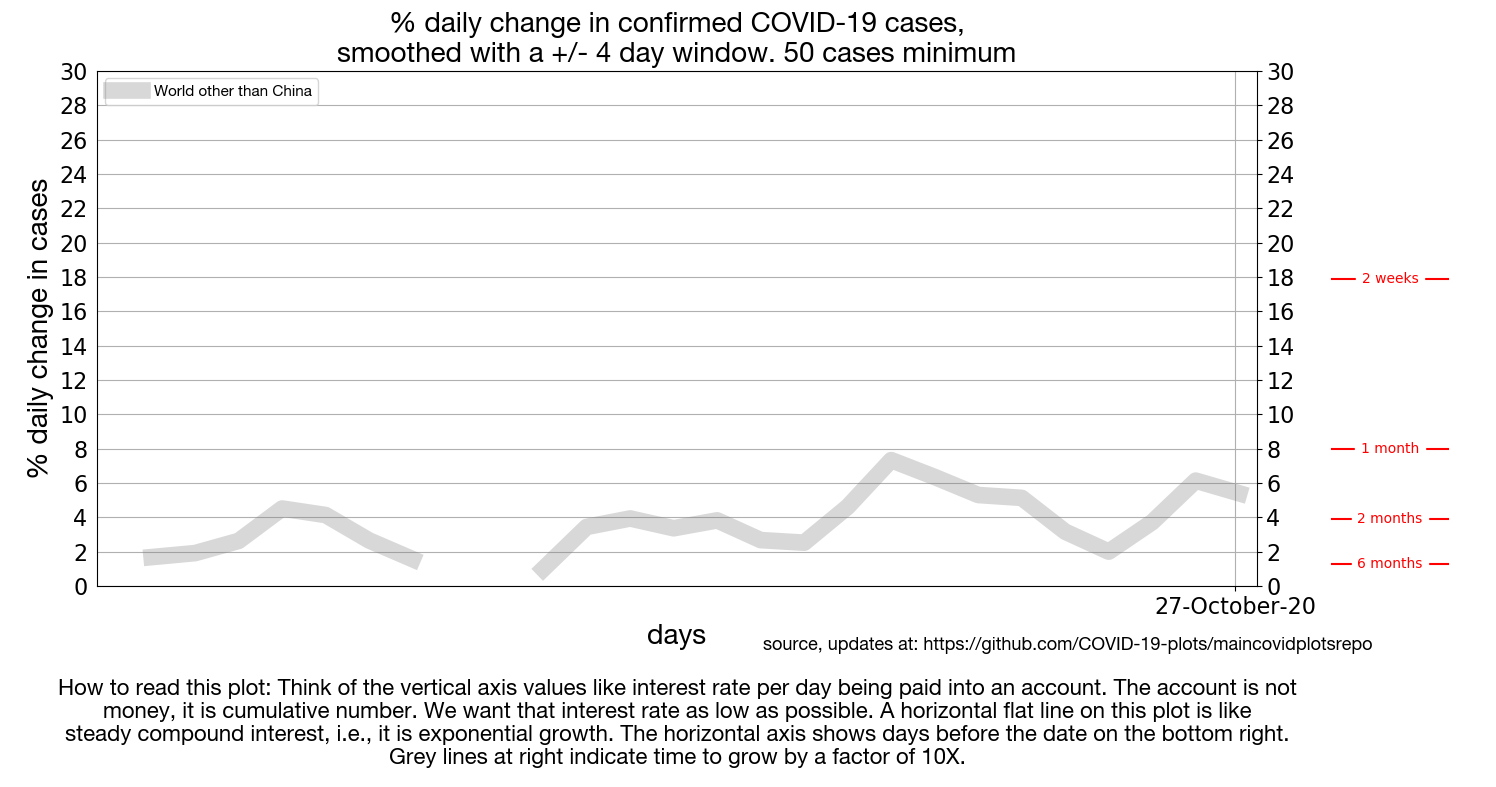 % daily change in confirmed COVID-19 cases,
smoothed with a +/- 4 day window. 50 cases minimum
World other than China
% daily change in cases
30
28
26
24
22
20
18
16
14
12
10
8
6
4
2
0
30
28
26
24
22
20
18
16
14
12
10
8
6
4
2
0
2 weeks
1 month
2 months
6 months
27-October-20
days
source, updates at: https://github.com/COVID-19-plots/maincovidplotsrepo
How to read this plot: Think of the vertical axis values like interest rate per day being paid into an account. The account is not
money, it is cumulative number. We want that interest rate as low as possible. A horizontal flat line on this plot is like
steady compound interest, i.e., it is exponential growth. The horizontal axis shows days before the date on the bottom right.
Grey lines at right indicate time to grow by a factor of 10X.